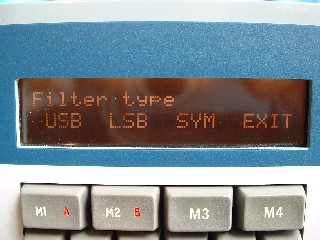 Filter type
USB LSB SYM EXIT
M1 A M2 B M3 M4